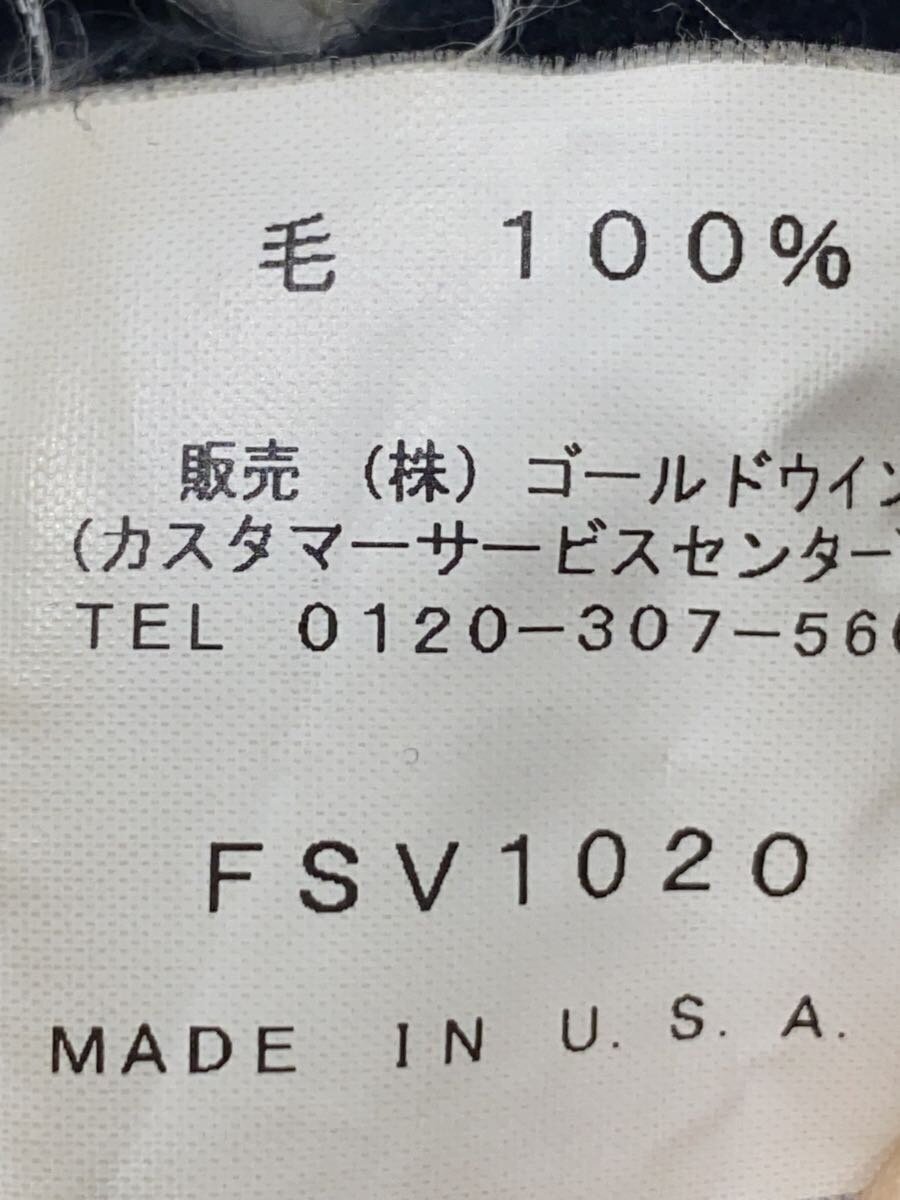 毛 100%
販売 (株) ゴールドウイン
(カスタマーサービスセンター)
TEL 0120-307-56
FSV1020
MADE IN U.S.A.